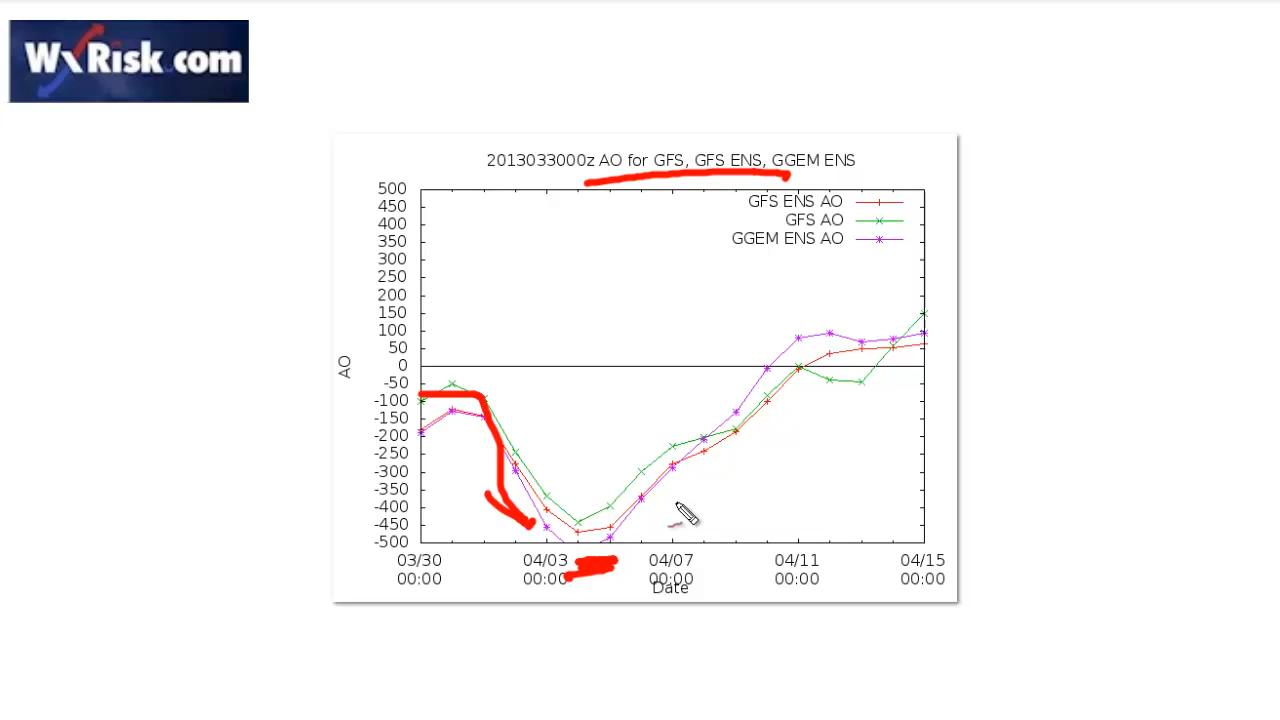 WxRisk.com
2013033000z AO for GFS, GFS ENS, GGEM ENS
GFS ENS AO
GFS AO
GGEM ENS AO
500
450
400
350
300
250
200
150
100
50
0
-50
-100
-150
-200
-250
-300
-350
-400
-450
-500
AO
03/30 04/03 04/07 04/11 04/15
00:00 00:00 00:00 00:00 00:00
Date